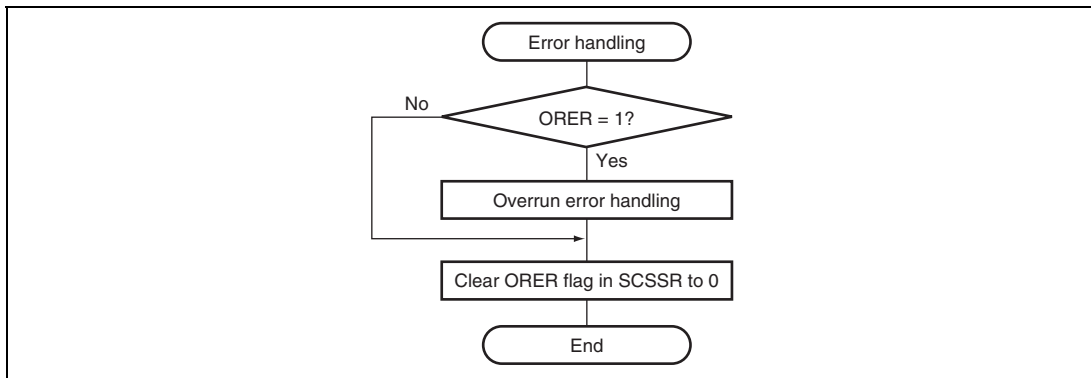 Error handling
ORER = 1?
No
Yes
Overrun error handling
Clear ORER flag in SCSSR to 0
End